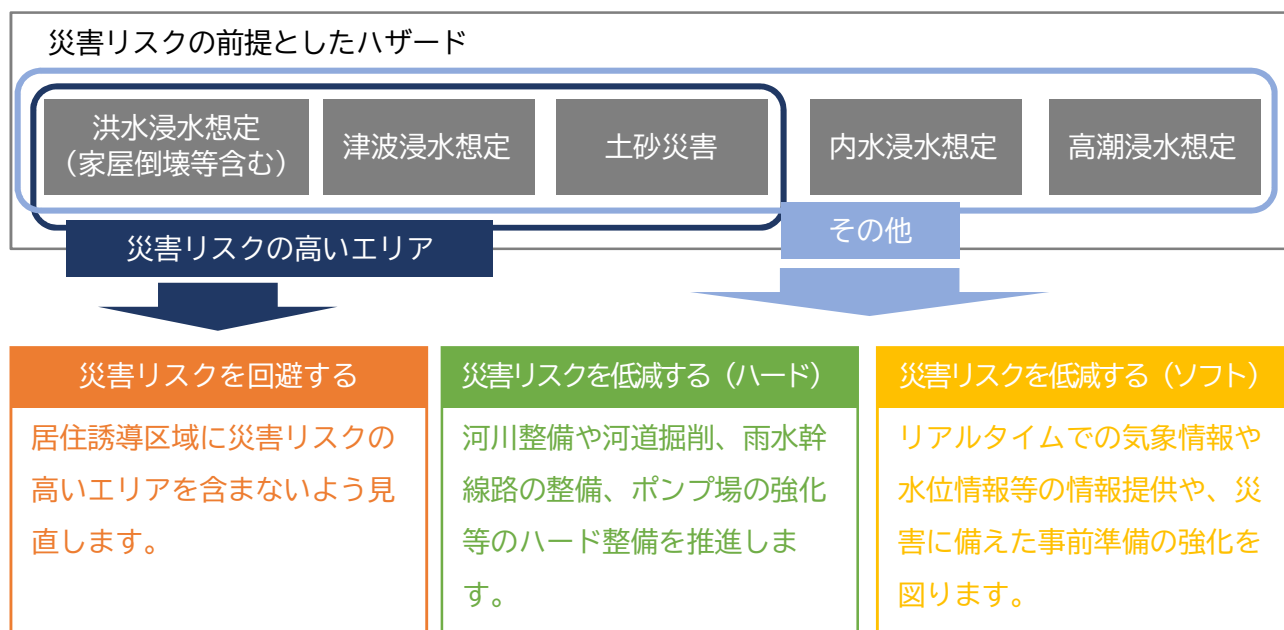 災害リスクの前提としたハザード
洪水浸水想定
（家屋倒壊等含む）
津波浸水想定
土砂災害
内水浸水想定
高潮浸水想定
災害リスクの高いエリア
その他
災害リスクを回避する
居住誘導区域に災害リスクの
高いエリアを含まないよう見
直します。
災害リスクを低減する（ハード）
河川整備や河道掘削、雨水幹
線路の整備、ポンプ場の強化
等のハード整備を推進しま
す。
災害リスクを低減する（ソフト）
リアルタイムでの気象情報や
水位情報等の情報提供や、災
害に備えた事前準備の強化を
図ります。